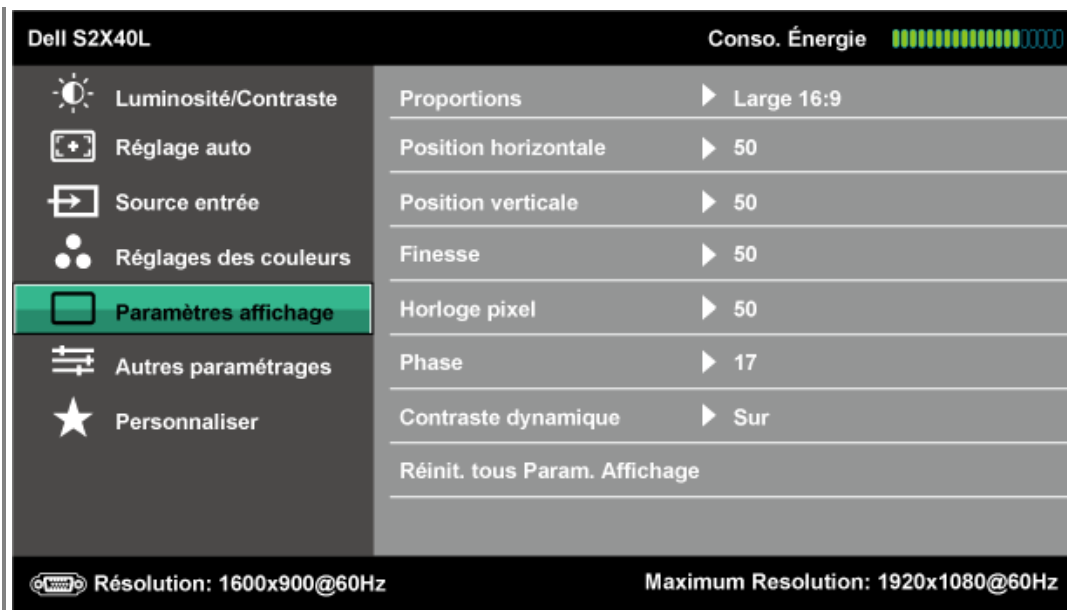 Dell S2X40L Conso. Énergie
Luminosité/Contraste Proportions Large 16:9
Réglage auto Position horizontale 50
Source entrée Position verticale 50
Réglages des couleurs Finesse 50
Paramètres affichage Horloge pixel 50
Autres paramétrages Phase 17
Personnaliser Contraste dynamique Sur
Réinit. tous Param. Affichage
Résolution: 1600x900@60Hz Maximum Resolution: 1920x1080@60Hz